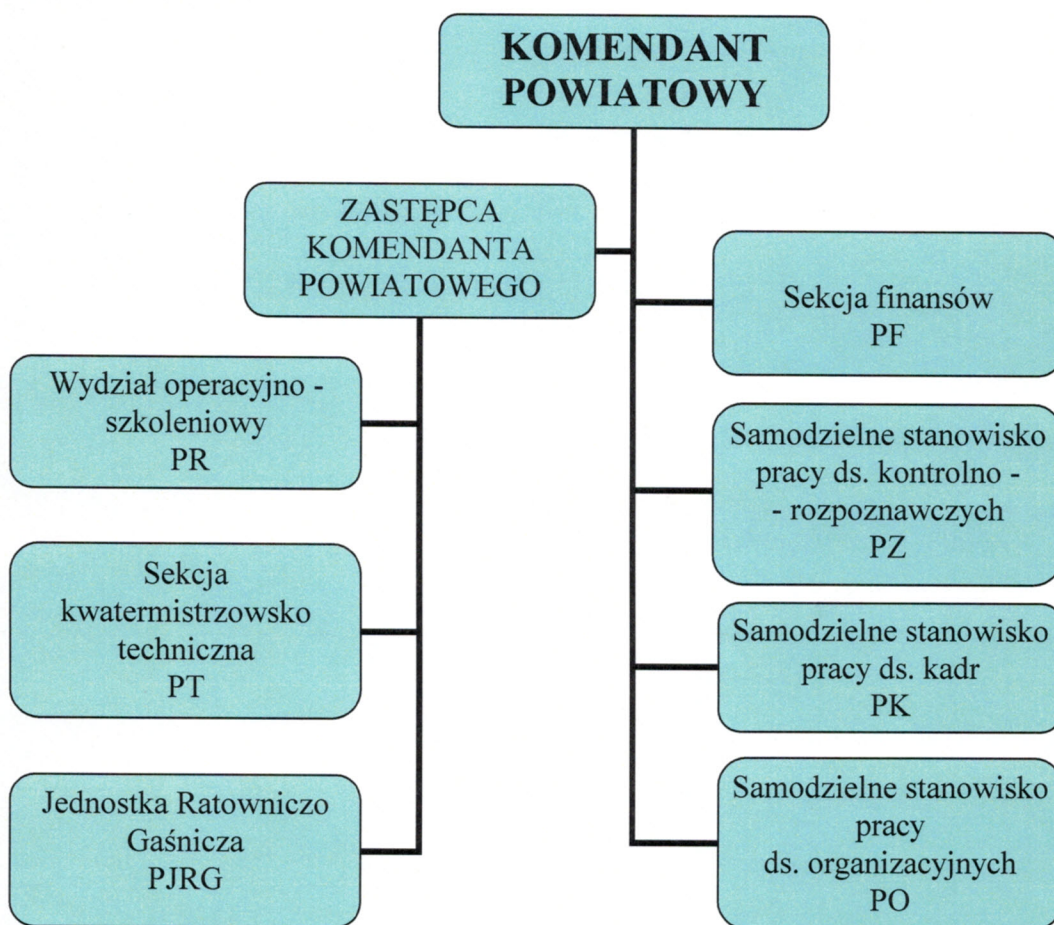 KOMENDANT
POWIATOWY
ZASTĘPCA
KOMENDANTA
POWIATOWEGO
Wydział operacyjno -
szkoleniowy
PR
Sekcja
kwatermistrzowsko
techniczna
PT
Jednostka Ratowniczo
Gaśnicza
PJRG
Sekcja finansów
PF
Samodzielne stanowisko
pracy ds. kontrolno -
- rozpoznawczych
PZ
Samodzielne stanowisko
pracy ds. kadr
PK
Samodzielne stanowisko
pracy
ds. organizacyjnych
PO